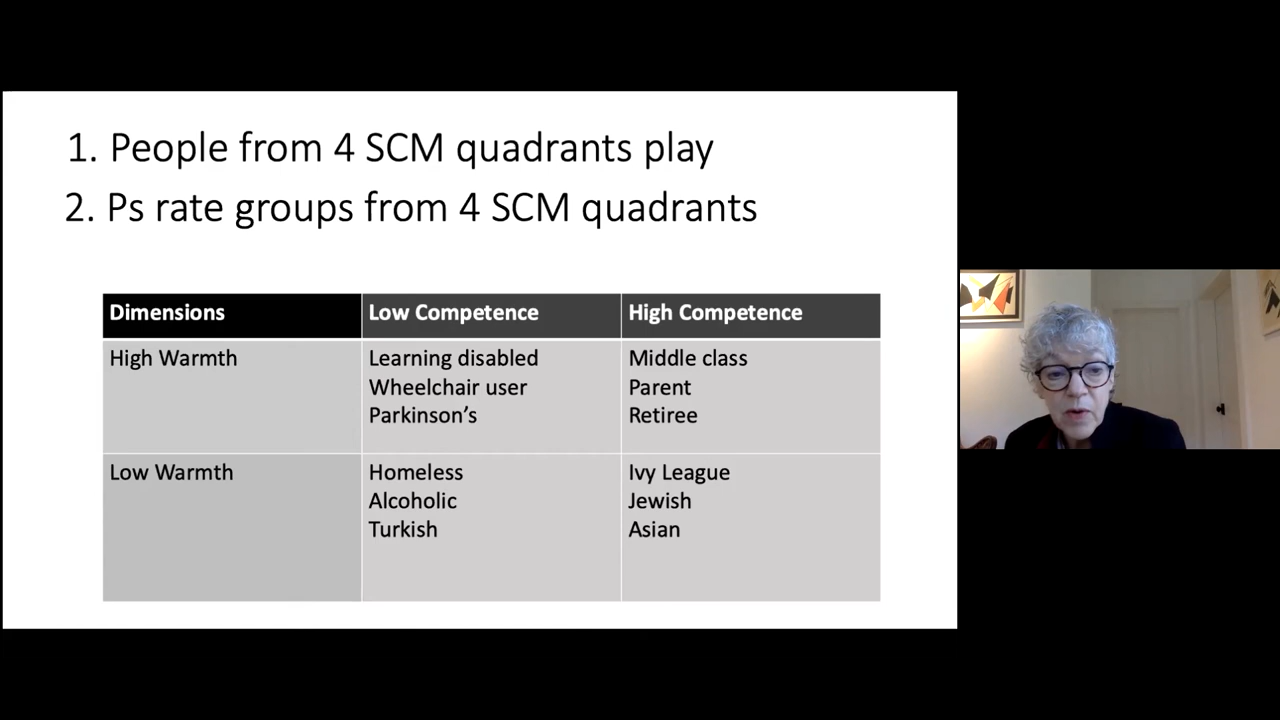 1. People from 4 SCM quadrants play
2. Ps rate groups from 4 SCM quadrants
Dimensions Low Competence High Competence
High Warmth Learning disabled Middle class
Wheelchair user Parent
Parkinson’s Retiree
Low Warmth Homeless Ivy League
Alcoholic Jewish
Turkish Asian